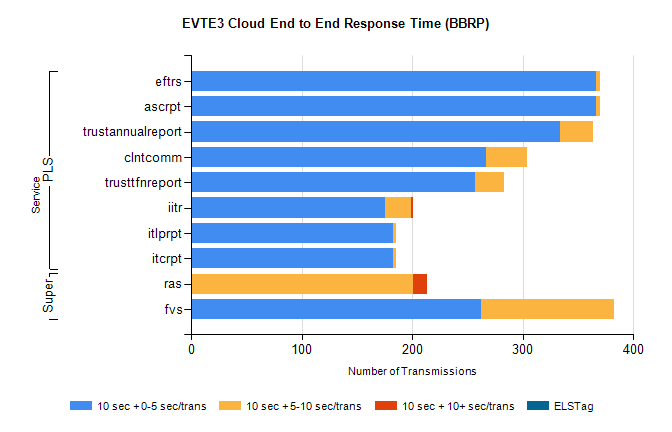 EVTE3 Cloud End to End Response Time (BBRP)
eftrs
ascrpt
trustannualreport
clntcomm
trusttfnreport
iitr
itlprpt
itcrpt
ras
fvs
Service
PLS
Super
0 100 200 300 400
Number of Transmissions
10 sec +0-5 sec/trans 10 sec +5-10 sec/trans 10 sec + 10+ sec/trans ELSTag